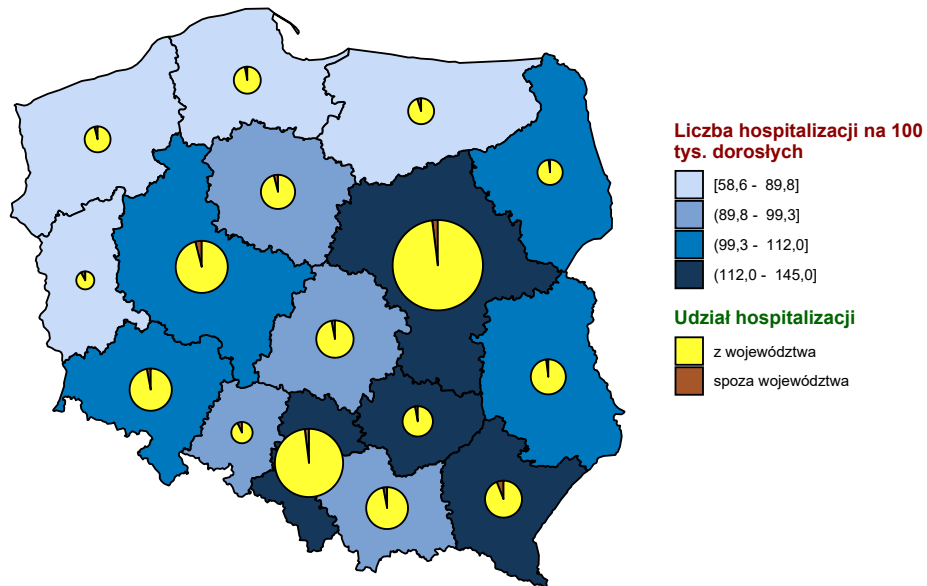 Liczba hospitalizacji na 100
tys. dorosłych
[58,6 - 89,8]
(89,8 - 99,3]
(99,3 - 112,0]
(112,0 - 145,0]
Udział hospitalizacji
z województwa
spoza województwa